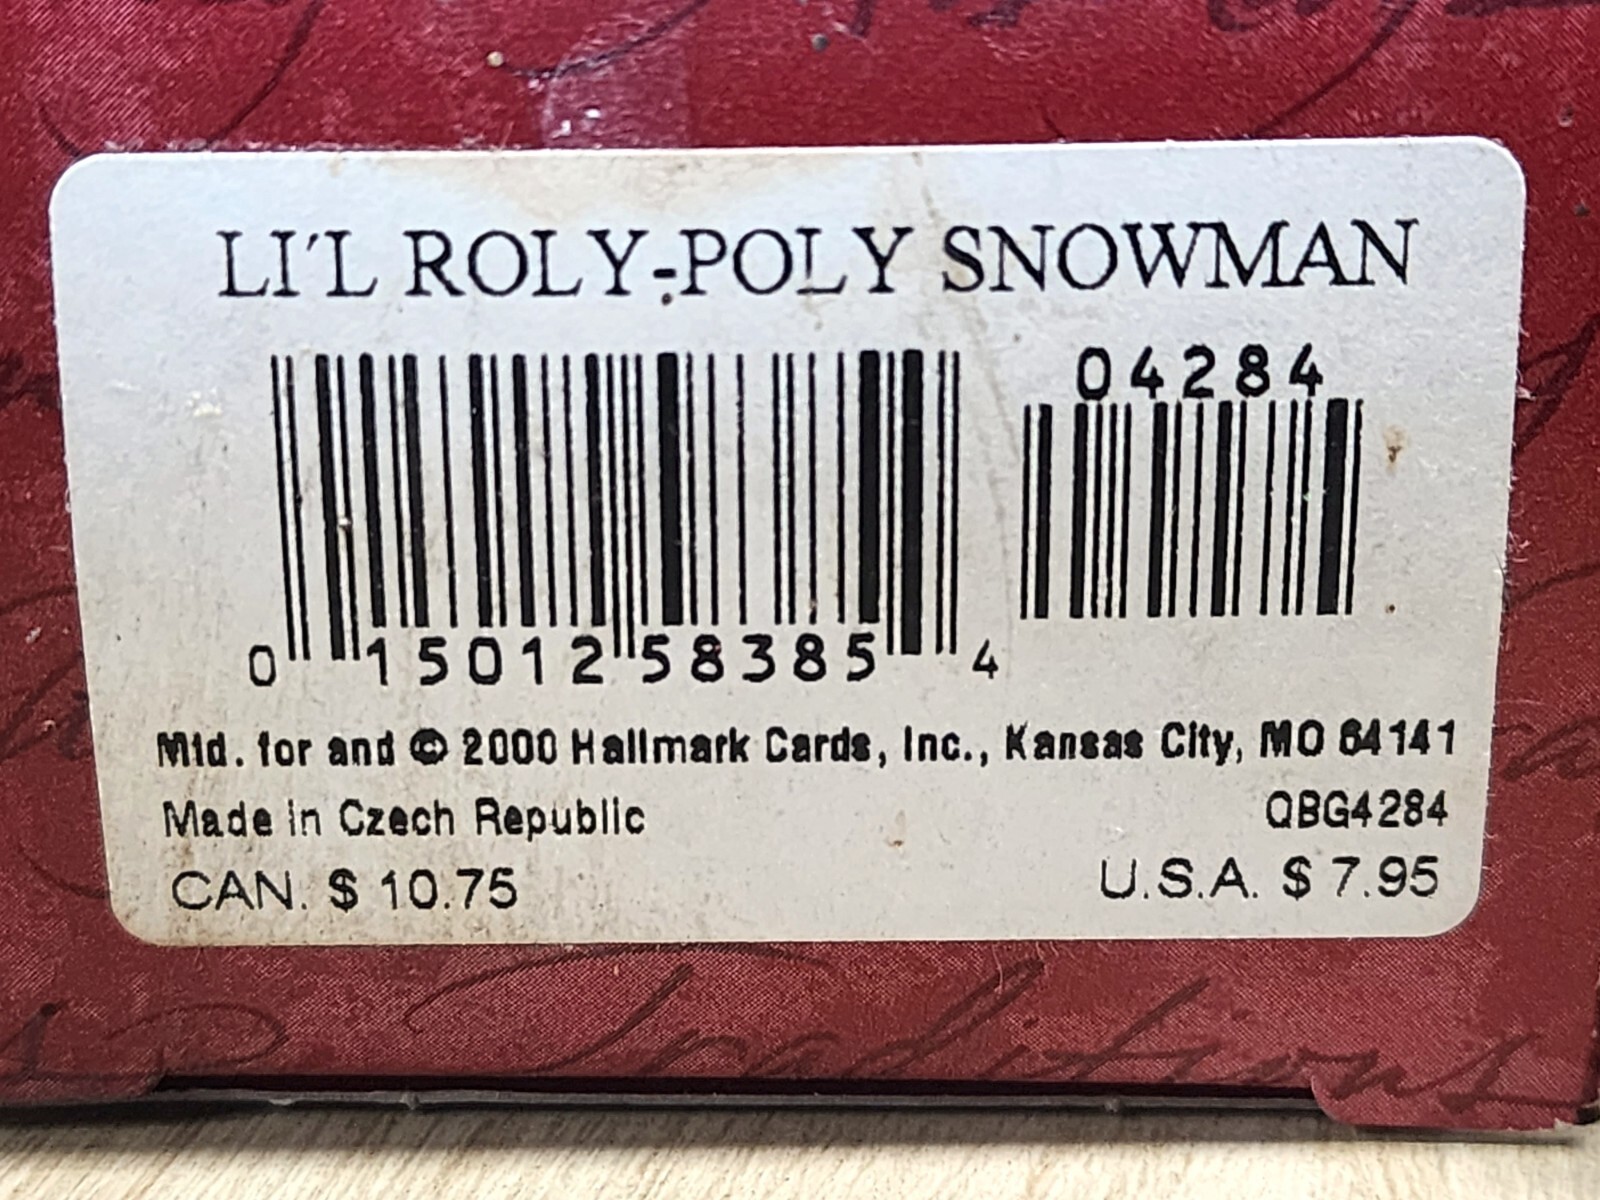 LI'L ROLY-POLY SNOWMAN
04284
0 15012 58385 4
Mfd. for and © 2000 Hallmark Cards, Inc., Kansas City, MO 64141
Made in Czech Republic
QBG4284
CAN. $ 10.75
U.S.A. $ 7.95
Traditions